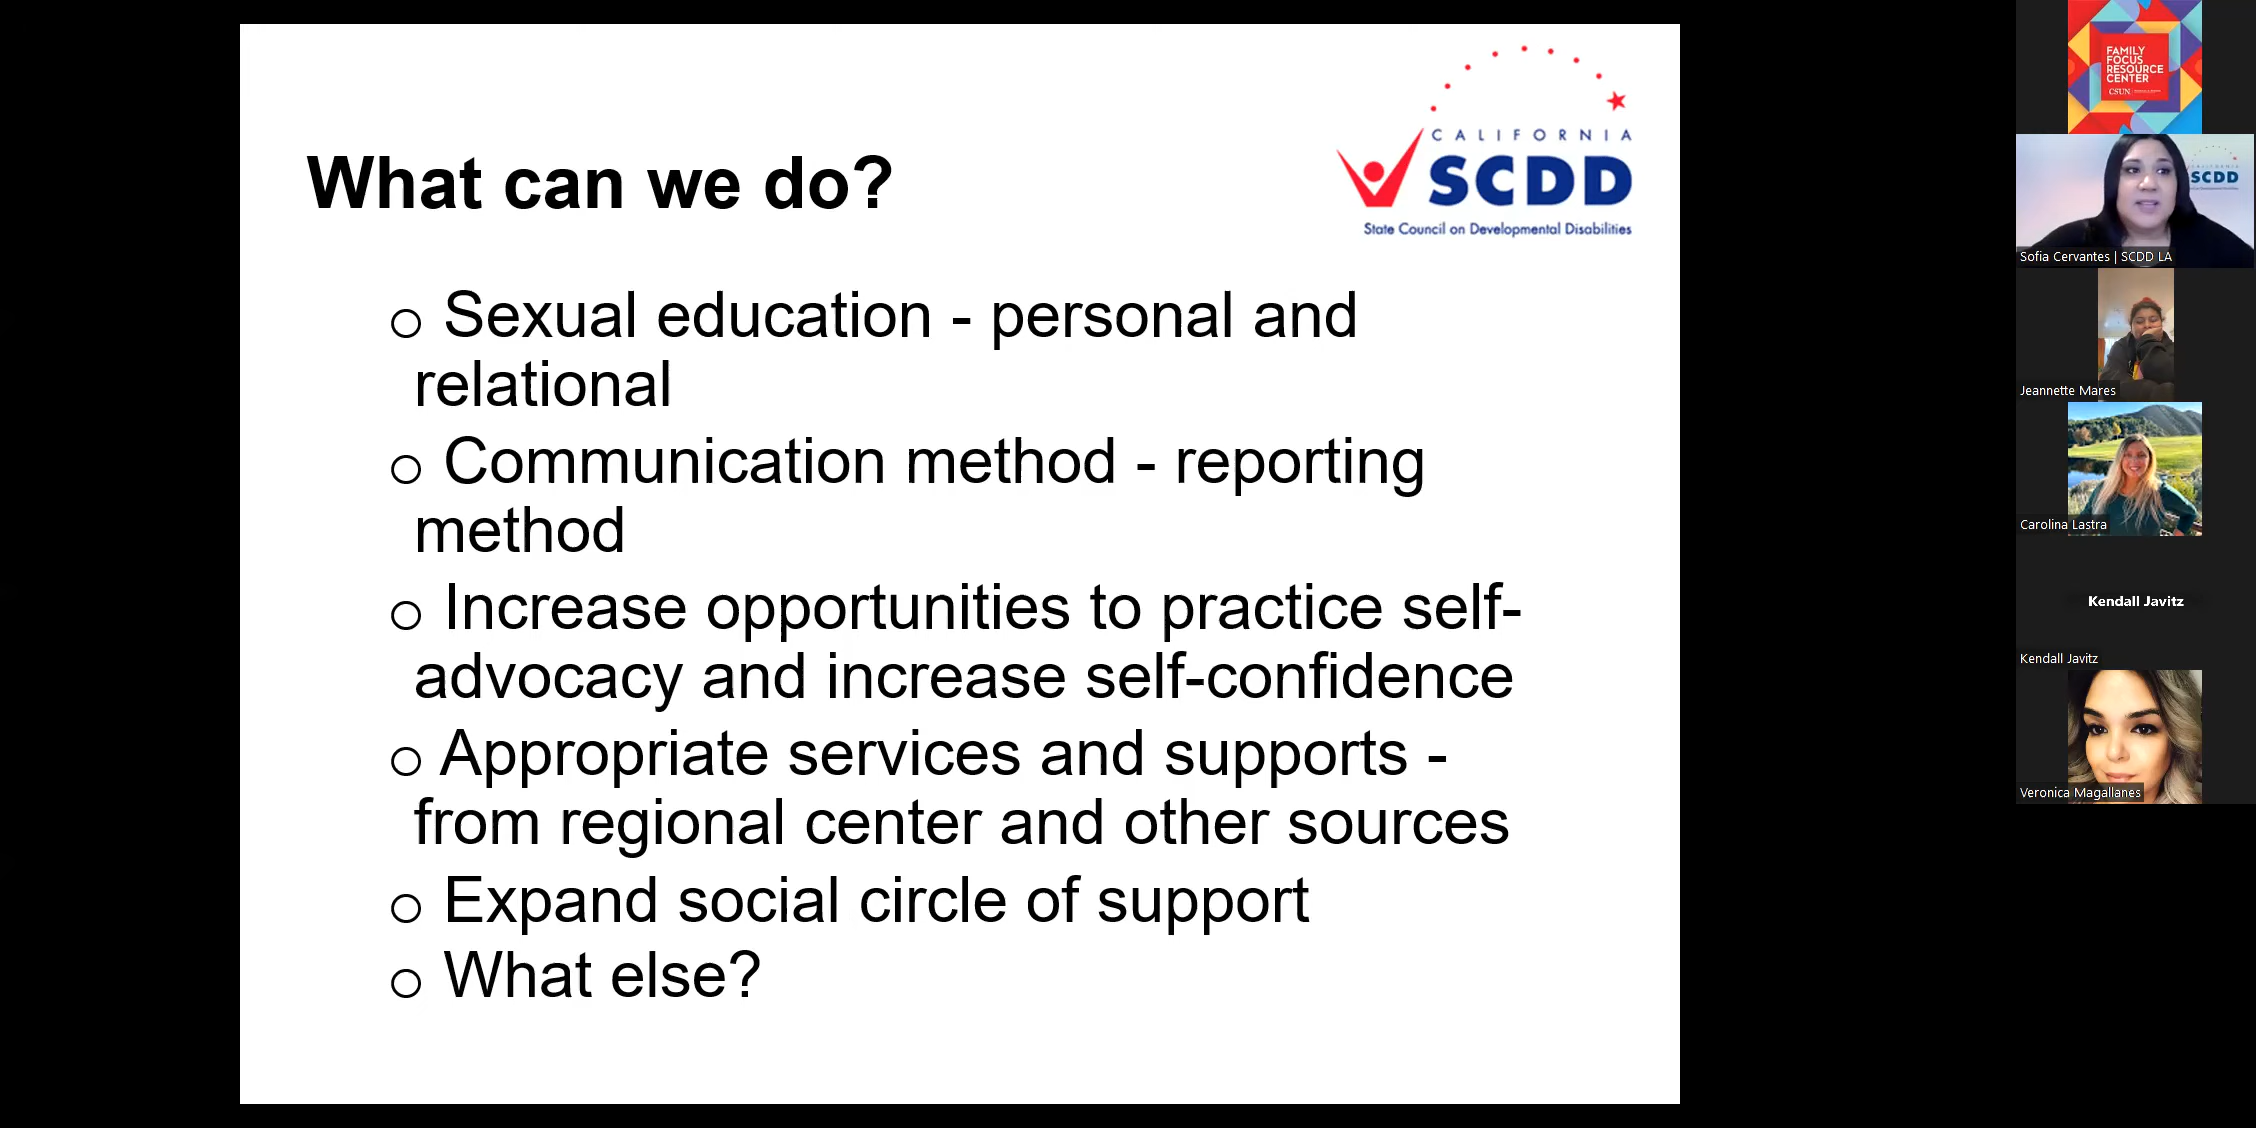 What can we do?
CALIFORNIA
SCDD
State Council on Developmental Disabilities
o Sexual education - personal and
relational
o Communication method - reporting
method
o Increase opportunities to practice self-
advocacy and increase self-confidence
o Appropriate services and supports -
from regional center and other sources
o Expand social circle of support
o What else?
FAMILY
FOCUS
RESOURCE
CENTER
CSUN
SCDD
Sofia Cervantes | SCDD LA
Jeannette Mares
Carolina Lastra
Kendall Javitz
Kendall Javitz
Veronica Magallanes